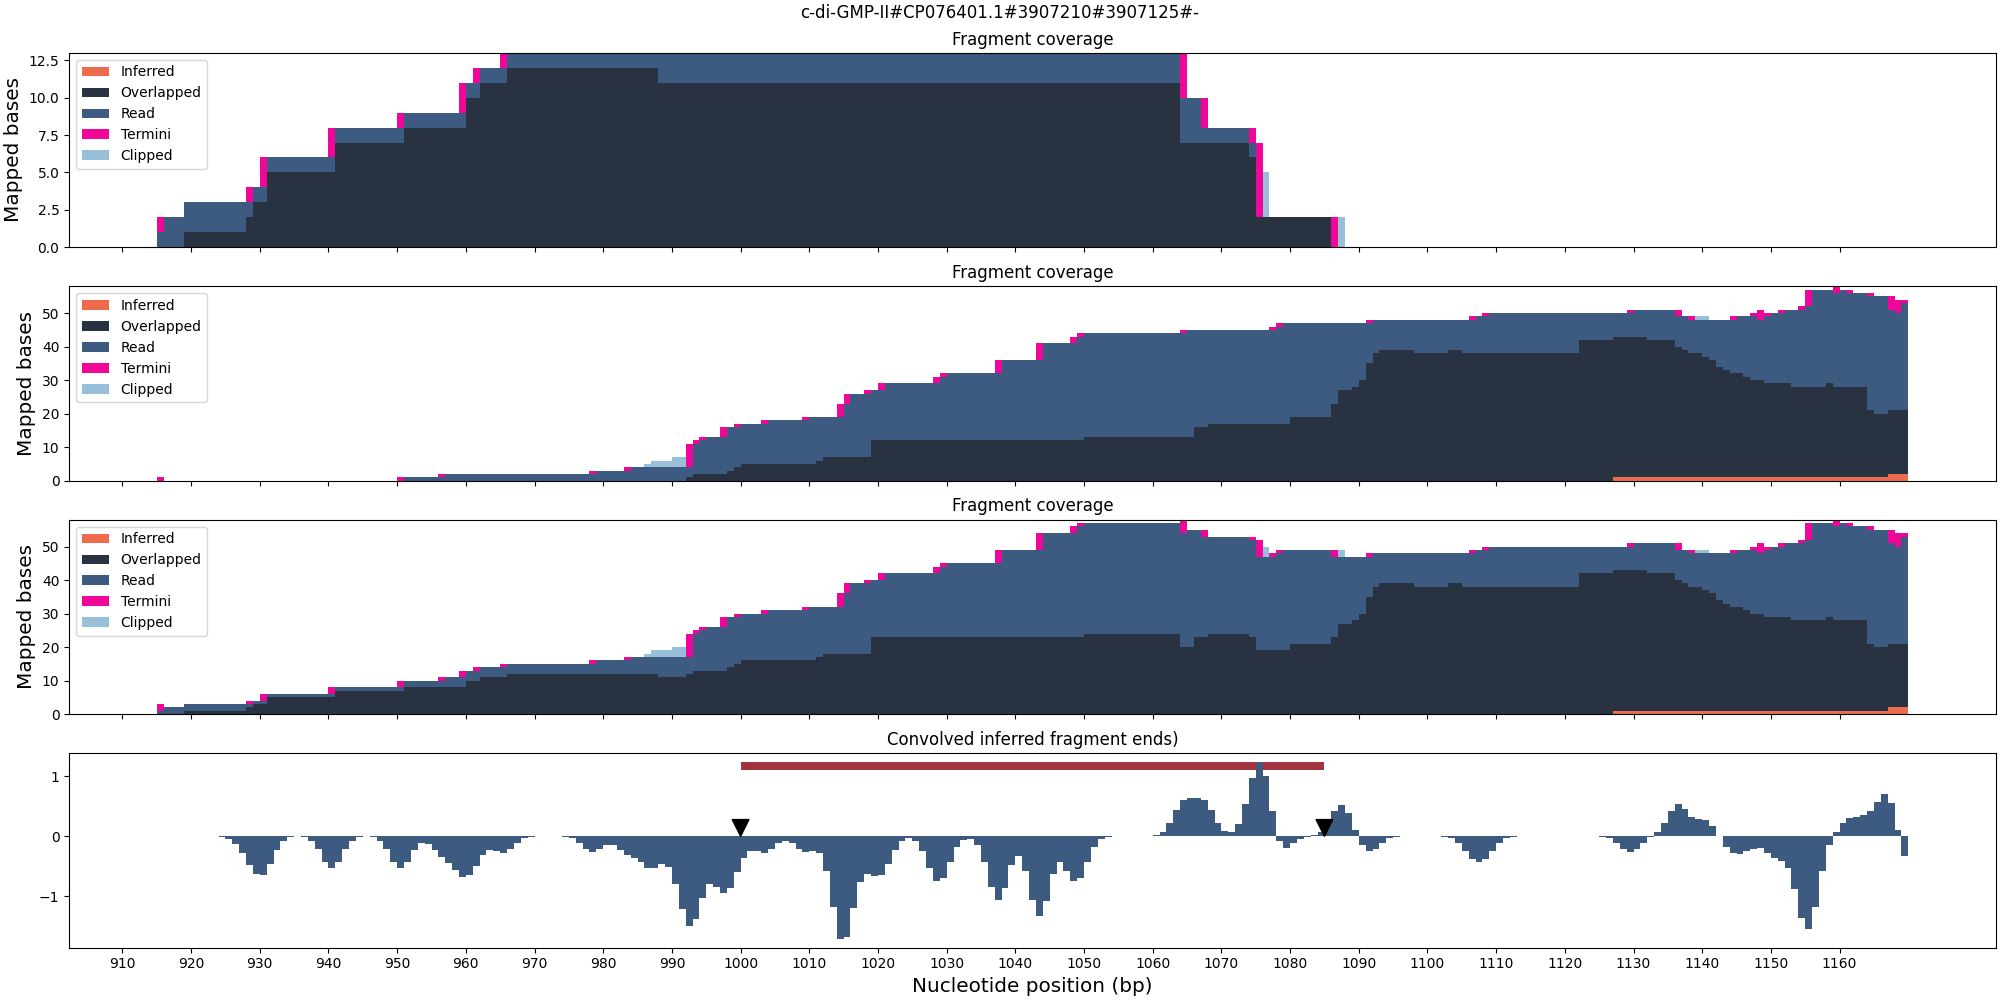 c-di-GMP-II#CP076401.1#3907210#3907125#-
Fragment coverage
Mapped bases
12.5
10.0
7.5
5.0
2.5
0.0
Inferred
Overlapped
Read
Termini
Clipped
Fragment coverage
Mapped bases
50
40
30
20
10
0
Inferred
Overlapped
Read
Termini
Clipped
Fragment coverage
Mapped bases
50
40
30
20
10
0
Inferred
Overlapped
Read
Termini
Clipped
Convolved inferred fragment ends)
1
0
−1
910 920 930 940 950 960 970 980 990 1000 1010 1020 1030 1040 1050 1060 1070 1080 1090 1100 1110 1120 1130 1140 1150 1160
Nucleotide position (bp)